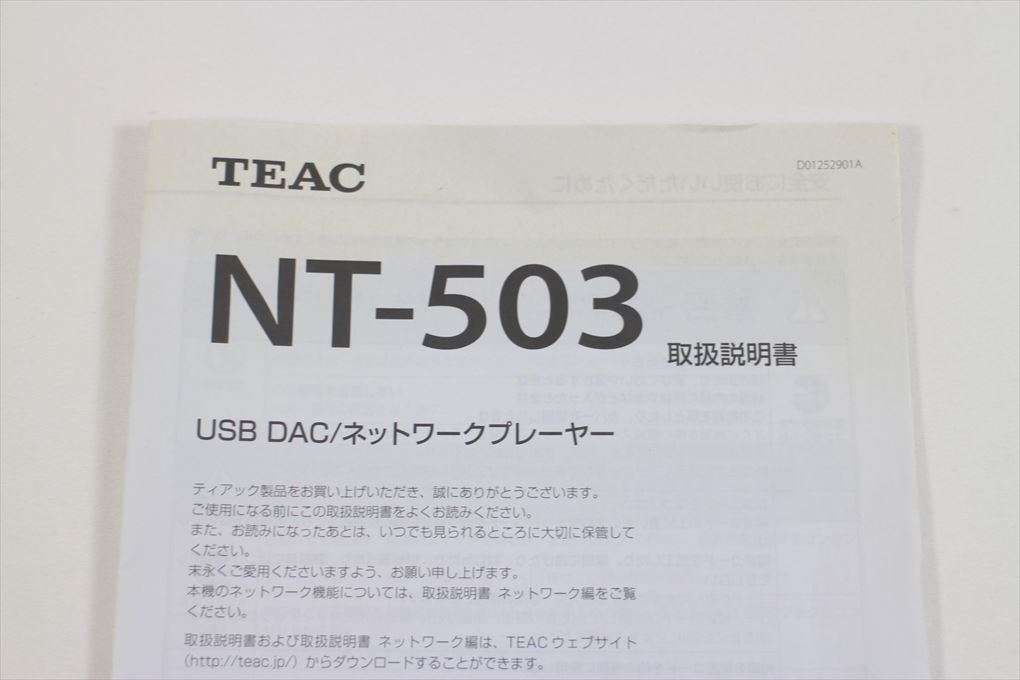 TEAC
D01252901A
NT-503
取扱説明書
USB DAC/ネットワークプレーヤー
ティアック製品をお買い上げいただき、誠にありがとうございます。
ご使用になる前にこの取扱説明書をよくお読みください。
また、お読みになったあとは、いつでも見られるところに大切に保管して
ください。
末永くご愛用くださいますよう、お願い申し上げます。
本機のネットワーク機能については、取扱説明書 ネットワーク編をご覧
ください。
取扱説明書および取扱説明書 ネットワーク編は、TEACウェブサイト
(http://teac.jp/) からダウンロードすることができます。